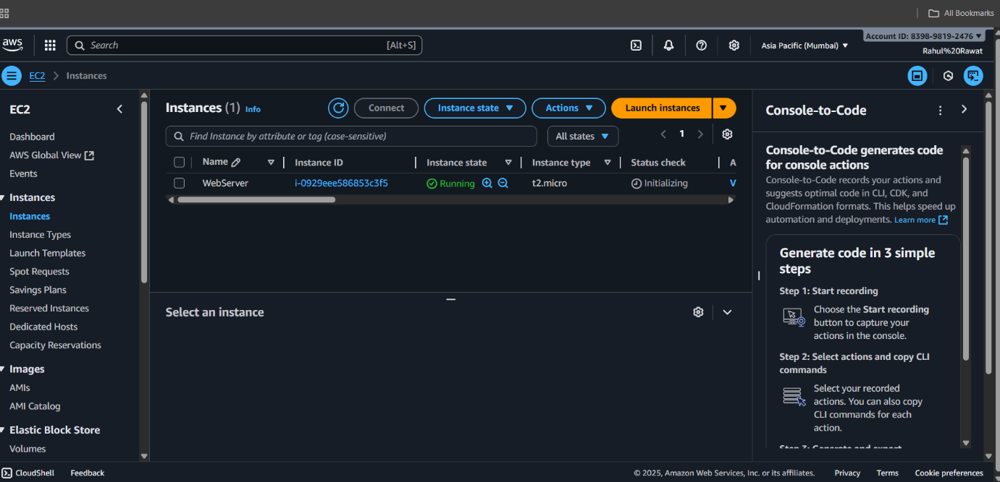 All Bookmarks
aws
Search [Alt+S]
Asia Pacific (Mumbai)
Account ID: 8398-9819-2476
Rahul%20Rawat
EC2 Instances
EC2
Dashboard
AWS Global View
Events
Instances
Instances
Instance Types
Launch Templates
Spot Requests
Savings Plans
Reserved Instances
Dedicated Hosts
Capacity Reservations
Images
AMIs
AMI Catalog
Elastic Block Store
Volumes
Instances (1) Info
Connect
Instance state
Actions
Launch instances
Find Instance by attribute or tag (case-sensitive)
All states
1
Name Instance ID Instance state Instance type Status check A
WebServer i-0929eee586853c3f5 Running t2.micro Initializing V
Select an instance
Console-to-Code
Console-to-Code generates code
for console actions
Console-to-Code records your actions and
suggests optimal code in CLI, CDK, and
CloudFormation formats. This helps speed up
automation and deployments. Learn more
Generate code in 3 simple
steps
Step 1: Start recording
Choose the Start recording
button to capture your
actions in the console.
Step 2: Select actions and copy CLI
commands
Select your recorded
actions. You can also copy
CLI commands for each
action.
Step 3: Generate and export
CloudShell Feedback
© 2025, Amazon Web Services, Inc. or its affiliates. Privacy Terms Cookie preferences